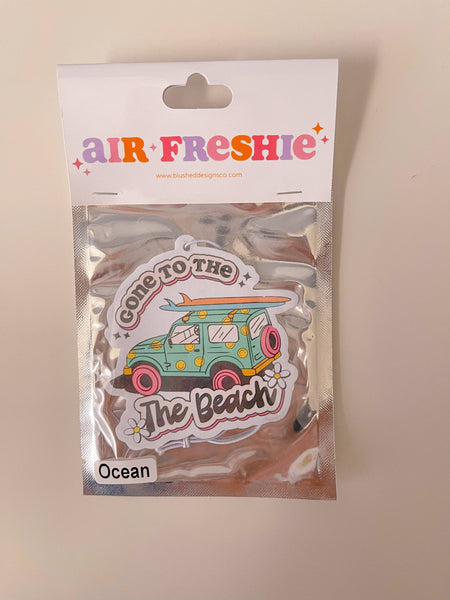 AIR FRESHIE
www.blusheddesignsco.com
GONE TO THE
The Beach
Ocean